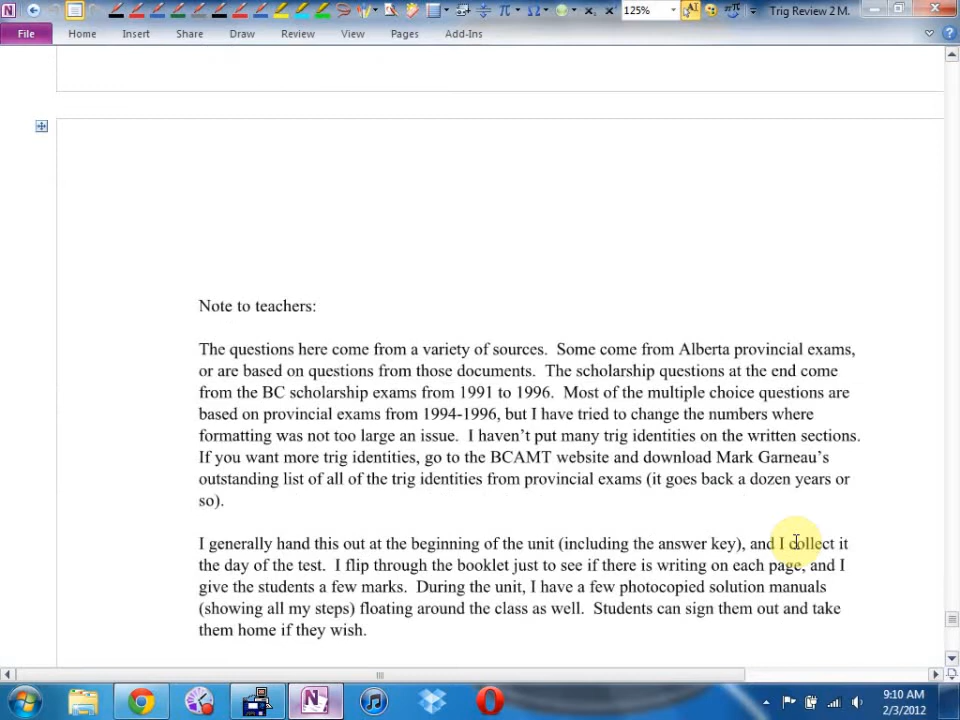 125%
Trig Review 2 M.
File
Home
Insert
Share
Draw
Review
View
Pages
Add-Ins
Note to teachers:
The questions here come from a variety of sources. Some come from Alberta provincial exams,
or are based on questions from those documents. The scholarship questions at the end come
from the BC scholarship exams from 1991 to 1996. Most of the multiple choice questions are
based on provincial exams from 1994-1996, but I have tried to change the numbers where
formatting was not too large an issue. I haven't put many trig identities on the written sections.
If you want more trig identities, go to the BCAMT website and download Mark Garneau's
outstanding list of all of the trig identities from provincial exams (it goes back a dozen years or
so).
I generally hand this out at the beginning of the unit (including the answer key), and I collect it
the day of the test. I flip through the booklet just to see if there is writing on each page, and I
give the students a few marks. During the unit, I have a few photocopied solution manuals
(showing all my steps) floating around the class as well. Students can sign them out and take
them home if they wish.
9:10 AM
2/3/2012